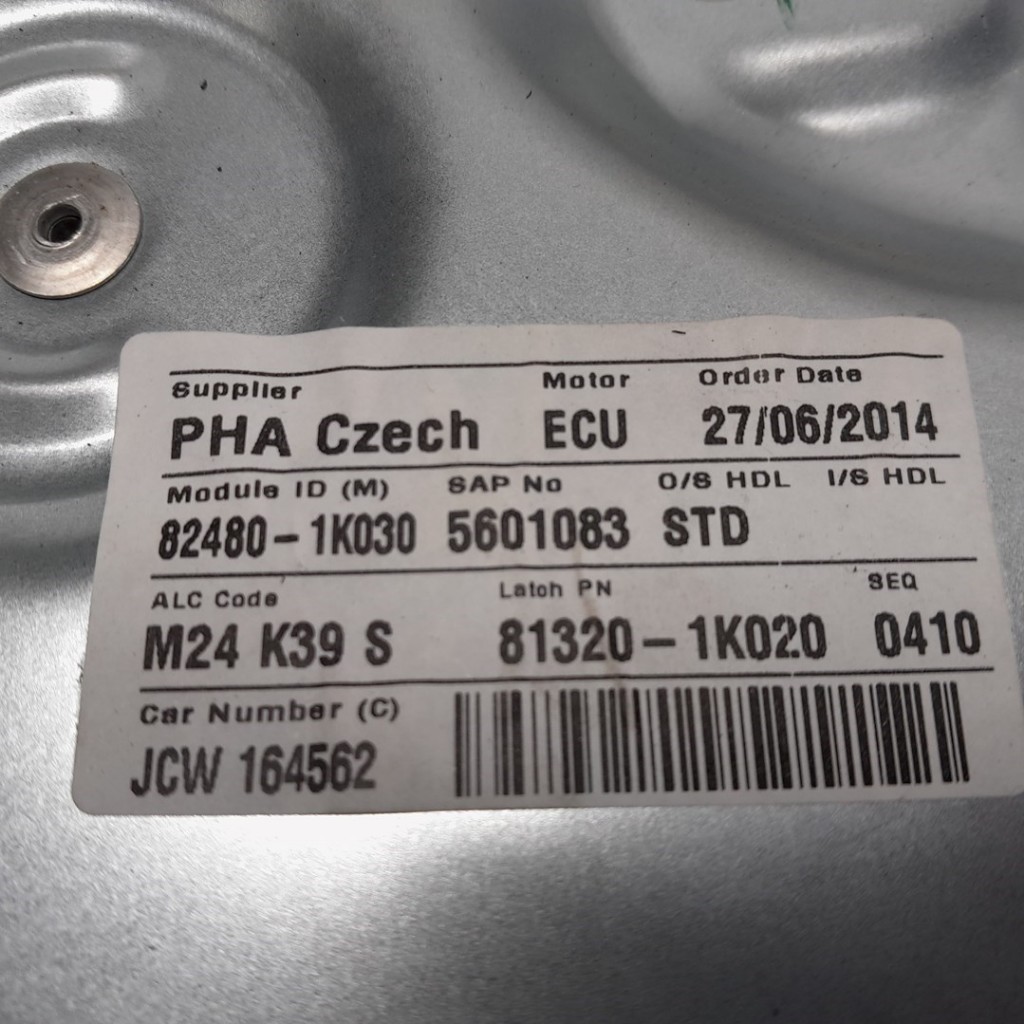 Supplier Motor Order Date
PHA Czech ECU 27/06/2014
Module ID (M) SAP No O/S HDL I/S HDL
82480-1K030 5601083 STD
ALC Code Latch PN SEQ
M24 K39 S 81320-1K020 0410
Car Number (C)
JCW 164562